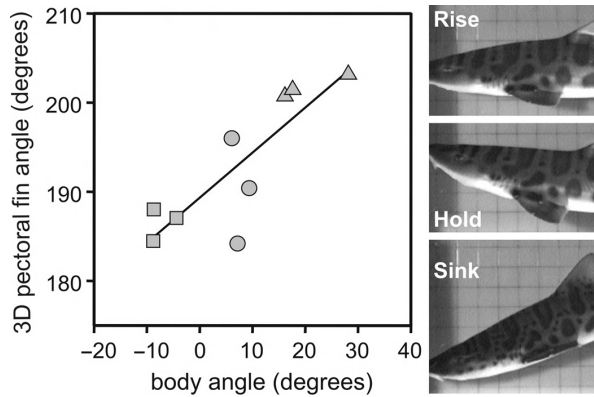 210
200
190
180
3D pectoral fin angle (degrees)
−20 −10 0 10 20 30 40
body angle (degrees)
Rise
Hold
Sink